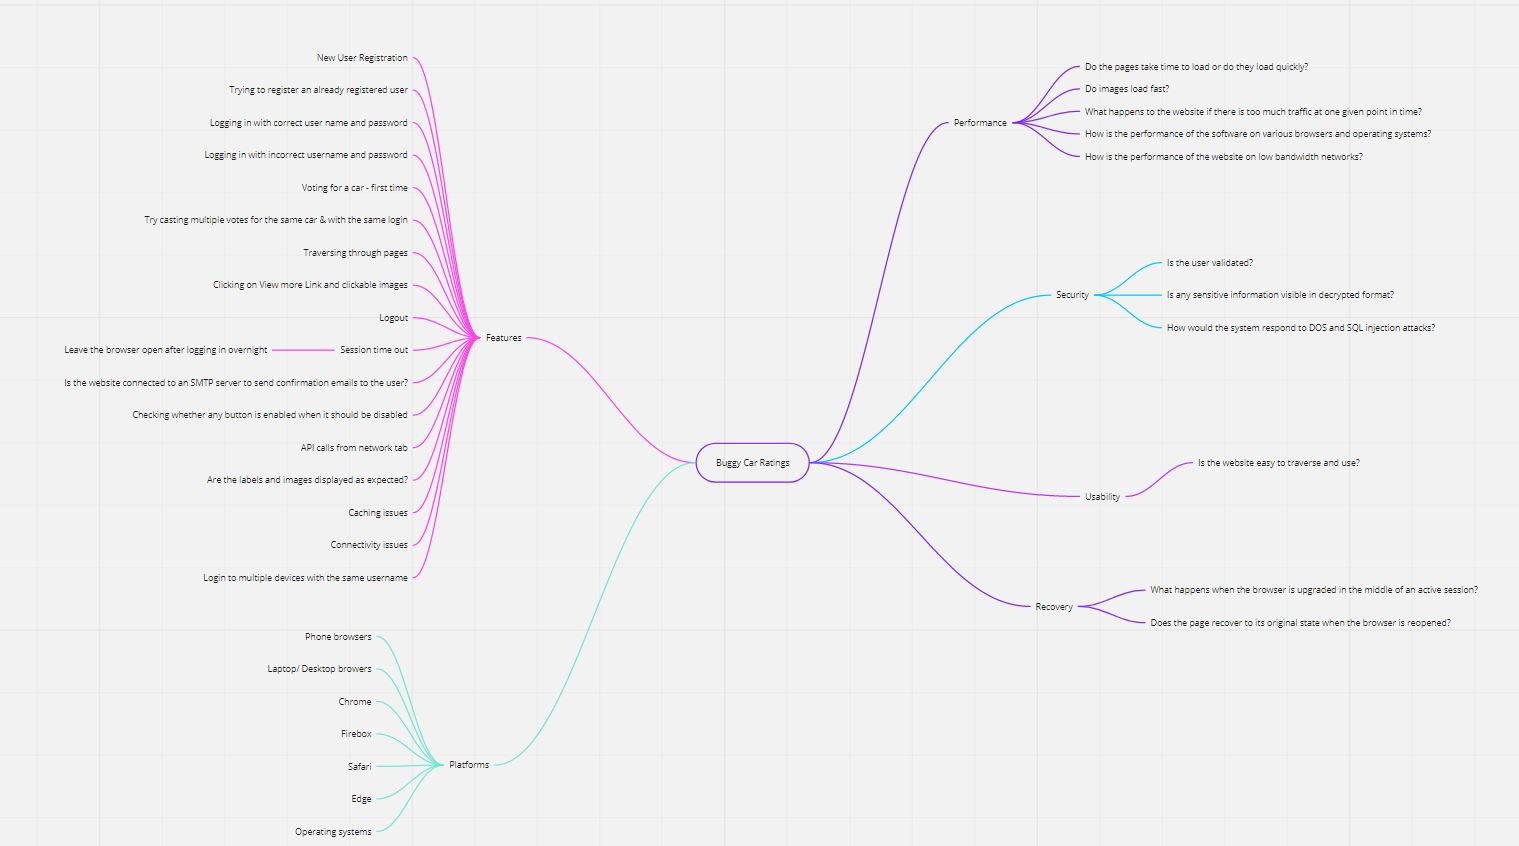 New User Registration
Trying to register an already registered user
Logging in with correct user name and password
Logging in with incorrect username and password
Voting for a car - first time
Try casting multiple votes for the same car & with the same login
Traversing through pages
Clicking on View more Link and clickable images
Logout
Leave the browser open after logging in overnight
Session time out
Is the website connected to an SMTP server to send confirmation emails to the user?
Checking whether any button is enabled when it should be disabled
API calls from network tab
Are the labels and images displayed as expected?
Caching issues
Connectivity issues
Login to multiple devices with the same username
Features
Phone browsers
Laptop/ Desktop browers
Chrome
Firebox
Safari
Edge
Operating systems
Platforms
Buggy Car Ratings
Performance
Do the pages take time to load or do they load quickly?
Do images load fast?
What happens to the website if there is too much traffic at one given point in time?
How is the performance of the software on various browsers and operating systems?
How is the performance of the website on low bandwidth networks?
Security
Is the user validated?
Is any sensitive information visible in decrypted format?
How would the system respond to DOS and SQL injection attacks?
Usability
Is the website easy to traverse and use?
Recovery
What happens when the browser is upgraded in the middle of an active session?
Does the page recover to its original state when the browser is reopened?